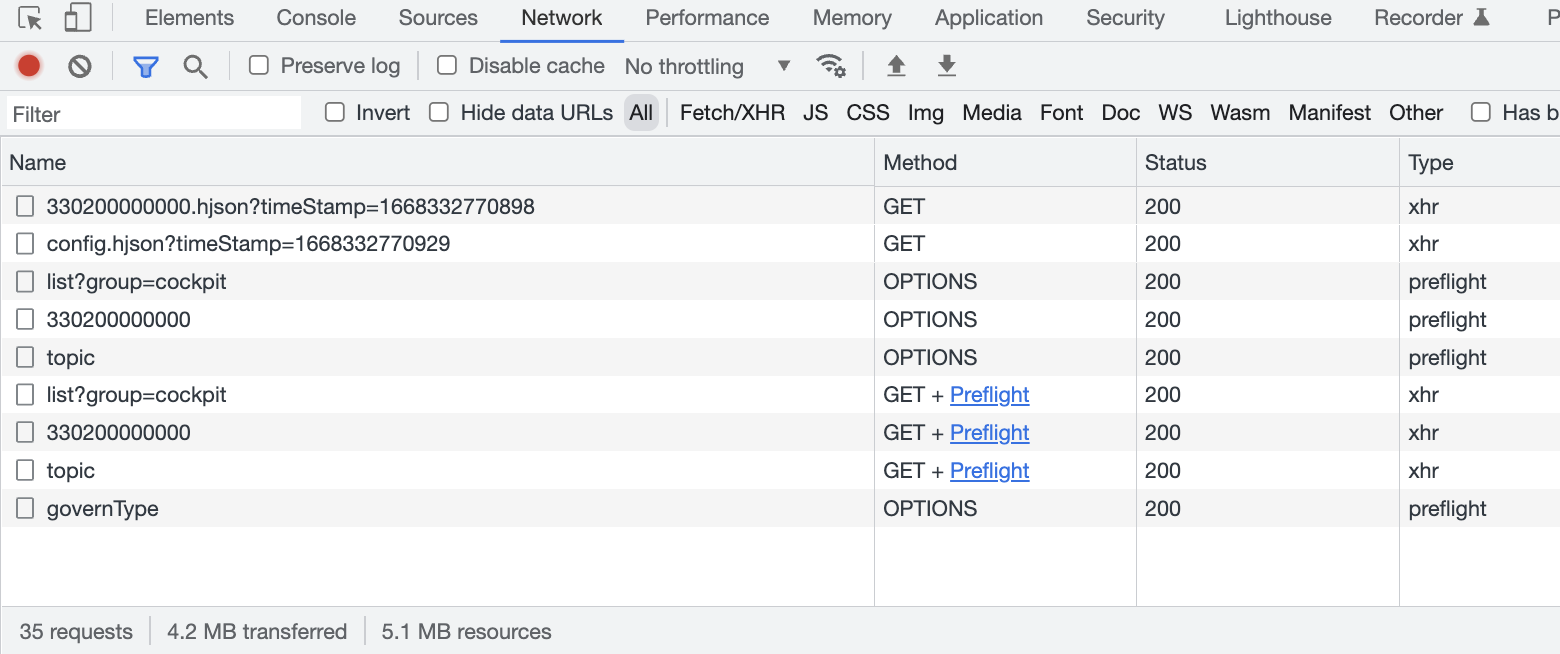 Elements Console Sources Network Performance Memory Application Security Lighthouse Recorder P
Preserve log Disable cache No throttling
Filter Invert Hide data URLs All Fetch/XHR JS CSS Img Media Font Doc WS Wasm Manifest Other Has b
Name Method Status Type
330200000000.hjson?timeStamp=1668332770898 GET 200 xhr
config.hjson?timeStamp=1668332770929 GET 200 xhr
list?group=cockpit OPTIONS 200 preflight
330200000000 OPTIONS 200 preflight
topic OPTIONS 200 preflight
list?group=cockpit GET + Preflight 200 xhr
330200000000 GET + Preflight 200 xhr
topic GET + Preflight 200 xhr
governType OPTIONS 200 preflight
35 requests 4.2 MB transferred 5.1 MB resources